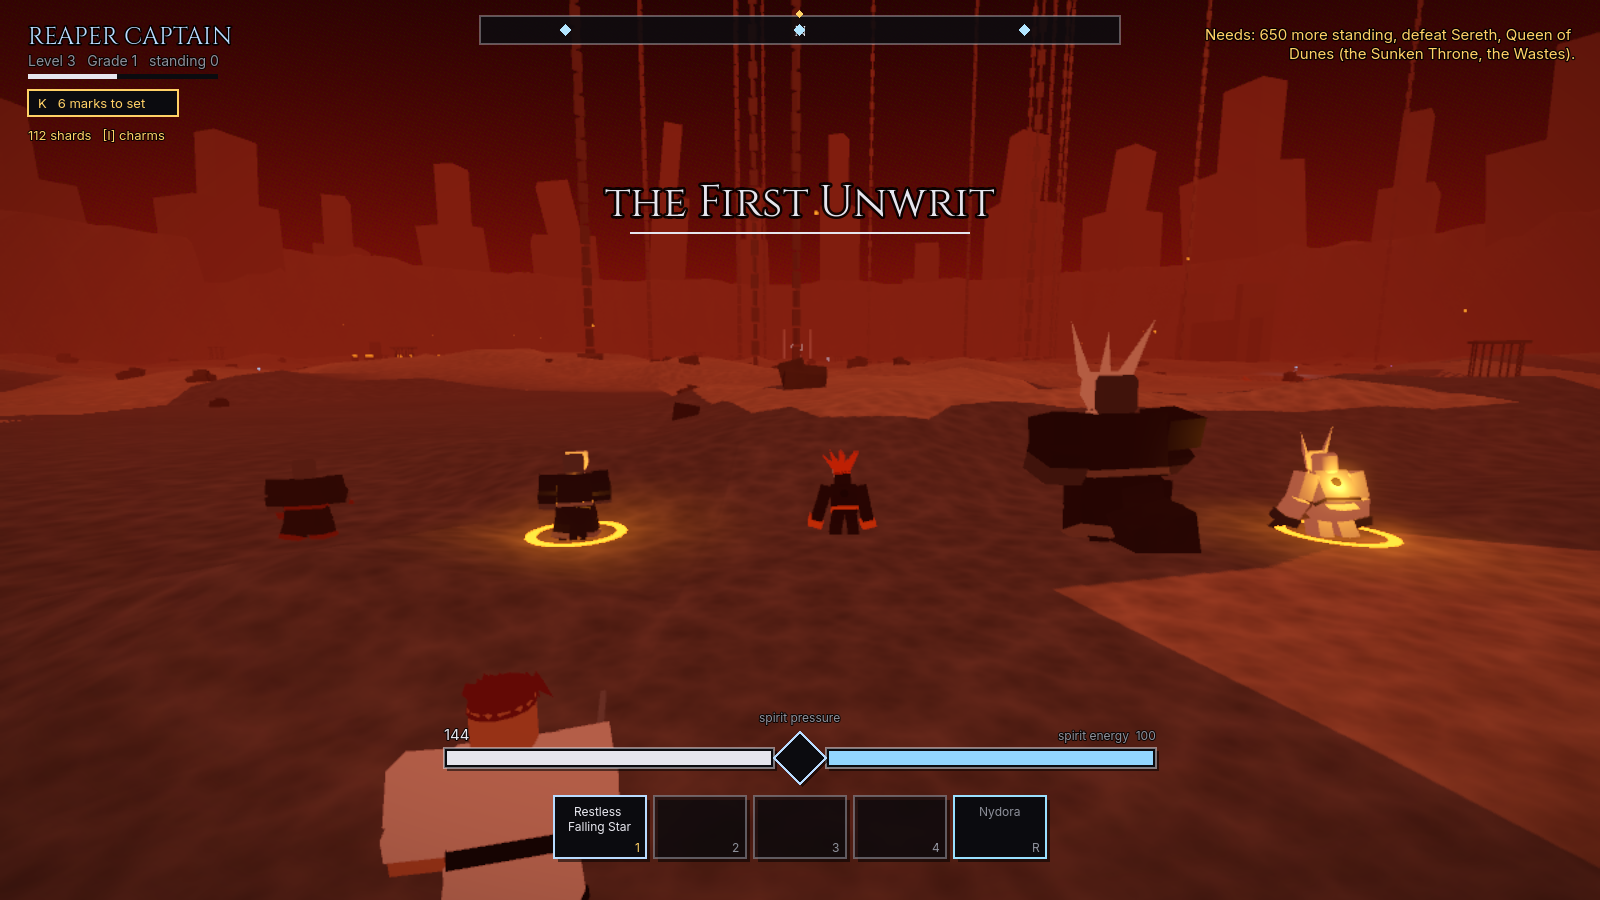 REAPER CAPTAIN
Level 3 Grade 1 standing 0
K 6 marks to set
112 shards [I] charms
Needs: 650 more standing, defeat Sereth, Queen of
Dunes (the Sunken Throne, the Wastes).
THE FIRST UNWRIT
spirit pressure
144
spirit energy 100
Restless
Falling Star
1
2
3
4
Nydora
R